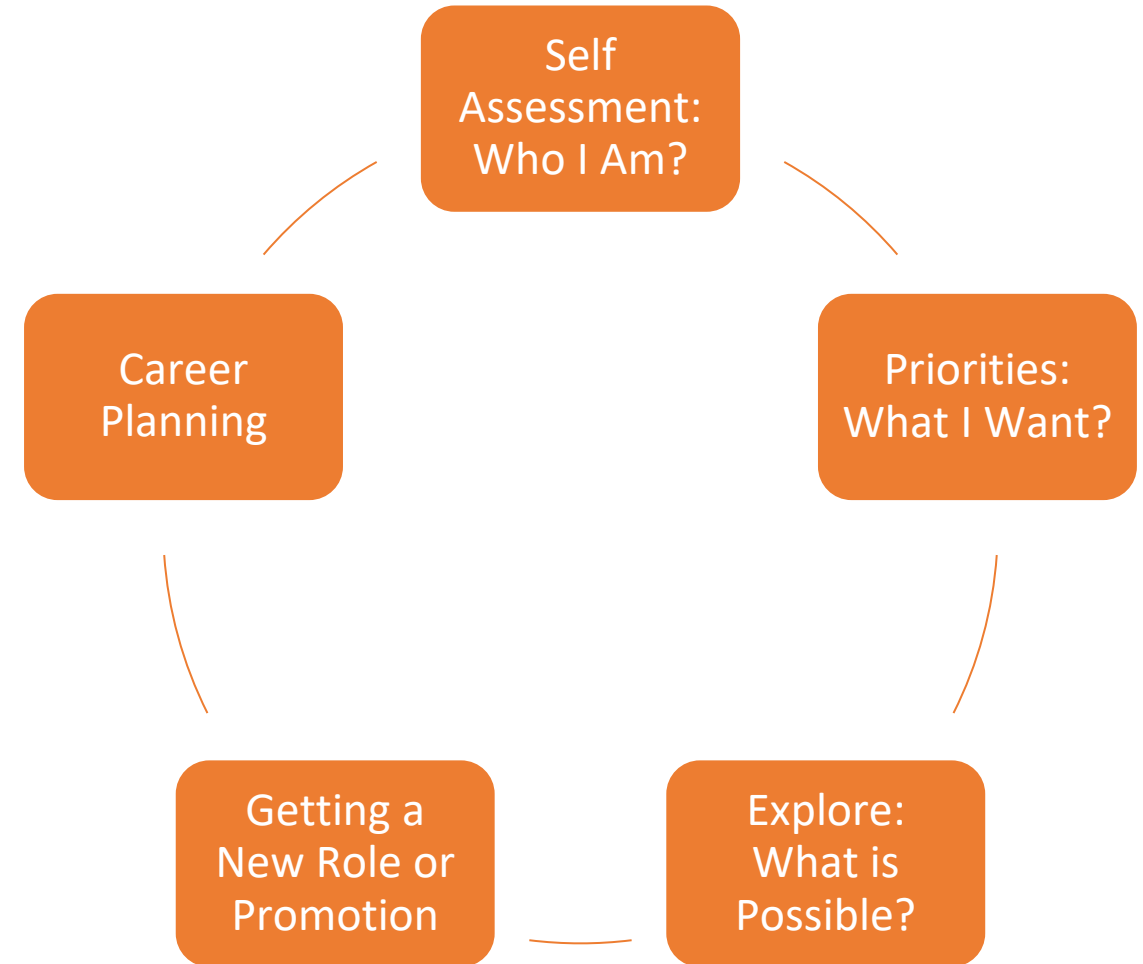 Self
Assessment:
Who I Am?
Priorities:
What I Want?
Explore:
What is
Possible?
Getting a
New Role or
Promotion
Career
Planning